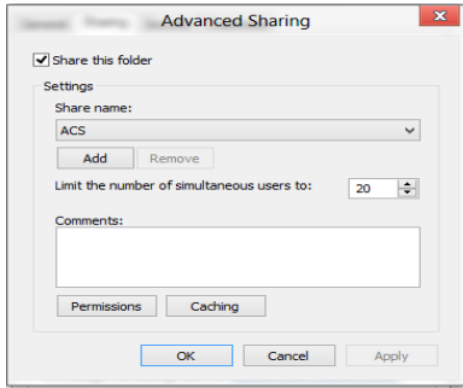 Advanced Sharing
Share this folder
Settings
Share name:
ACS
Add Remove
Limit the number of simultaneous users to: 20
Comments:
Permissions Caching
OK Cancel Apply